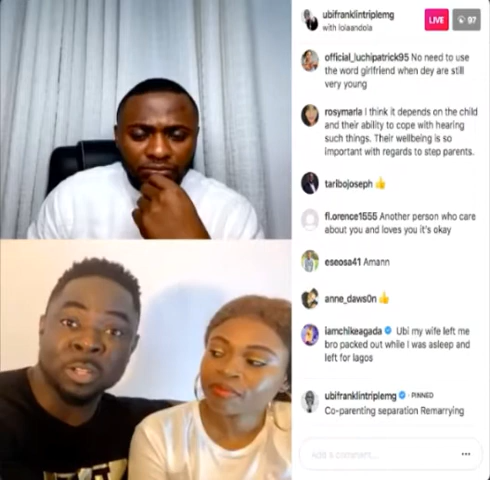 ubifranklintriplemg
with lolaandola
LIVE
97
official_luchipatrick95 No need to
use the word girlfriend when dey are still
very young
rosymarla I think it depends on the child
and their ability to cope with hearing
such things. Their wellbeing is so
important with regards to step parents.
taribojoseph 👍
fl.orence1555 Another person who care
about you and loves you it's okay
eseosa41 Amann
anne_daws0n 👍
iamchikeagada Ubi my wife left me
bro packed out while I was asleep and
left for lagos
ubifranklintriplemg · PINNED
Co-parenting separation Remarrying
Add a comment...